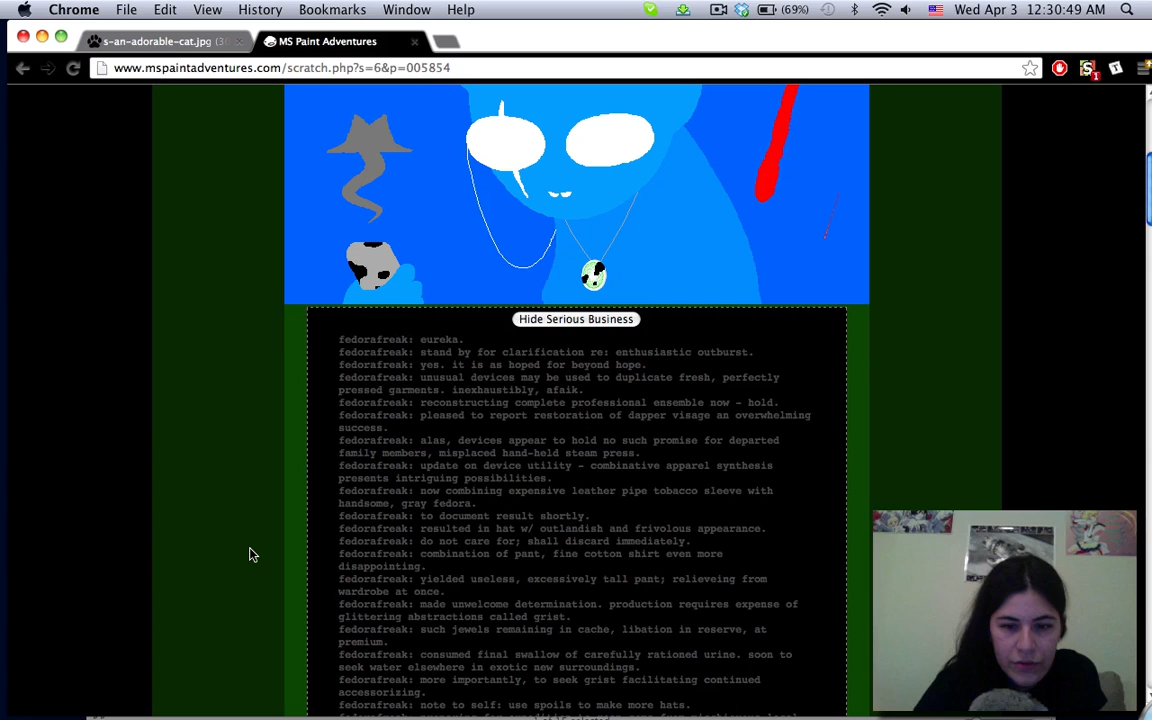 Chrome File Edit View History Bookmarks Window Help (69%) Wed Apr 3 12:30:49 AM
s-an-adorable-cat.jpg MS Paint Adventures
www.mspaintadventures.com/scratch.php?s=6&p=005854
Hide Serious Business
fedorafreak: eureka.
fedorafreak: stand by for clarification re: enthusiastic outburst.
fedorafreak: yes. it is as hoped for beyond hope.
fedorafreak: unusual devices may be used to duplicate fresh, perfectly
pressed garments. inexhaustibly, afaik.
fedorafreak: reconstructing complete professional ensemble now - hold.
fedorafreak: pleased to report restoration of dapper visage an overwhelming
success.
fedorafreak: alas, devices appear to hold no such promise for departed
family members, misplaced hand-held steam press.
fedorafreak: update on device utility - combinative apparel synthesis
presents intriguing possibilities.
fedorafreak: now combining expensive leather pipe tobacco sleeve with
handsome, gray fedora.
fedorafreak: to document result shortly.
fedorafreak: resulted in hat w/ outlandish and frivolous appearance.
fedorafreak: do not care for; shall discard immediately.
fedorafreak: combination of pant, fine cotton shirt even more
disappointing.
fedorafreak: yielded useless, excessively tall pant; relieveing from
wardrobe at once.
fedorafreak: made unwelcome determination. production requires expense of
glittering abstractions called grist.
fedorafreak: such jewels remaining in cache, libation in reserve, at
premium.
fedorafreak: consumed final swallow of carefully rationed urine. soon to
seek water elsewhere in exotic new surroundings.
fedorafreak: more importantly, to seek grist facilitating continued
accessorizing.
fedorafreak: note to self: use spoils to make more hats.